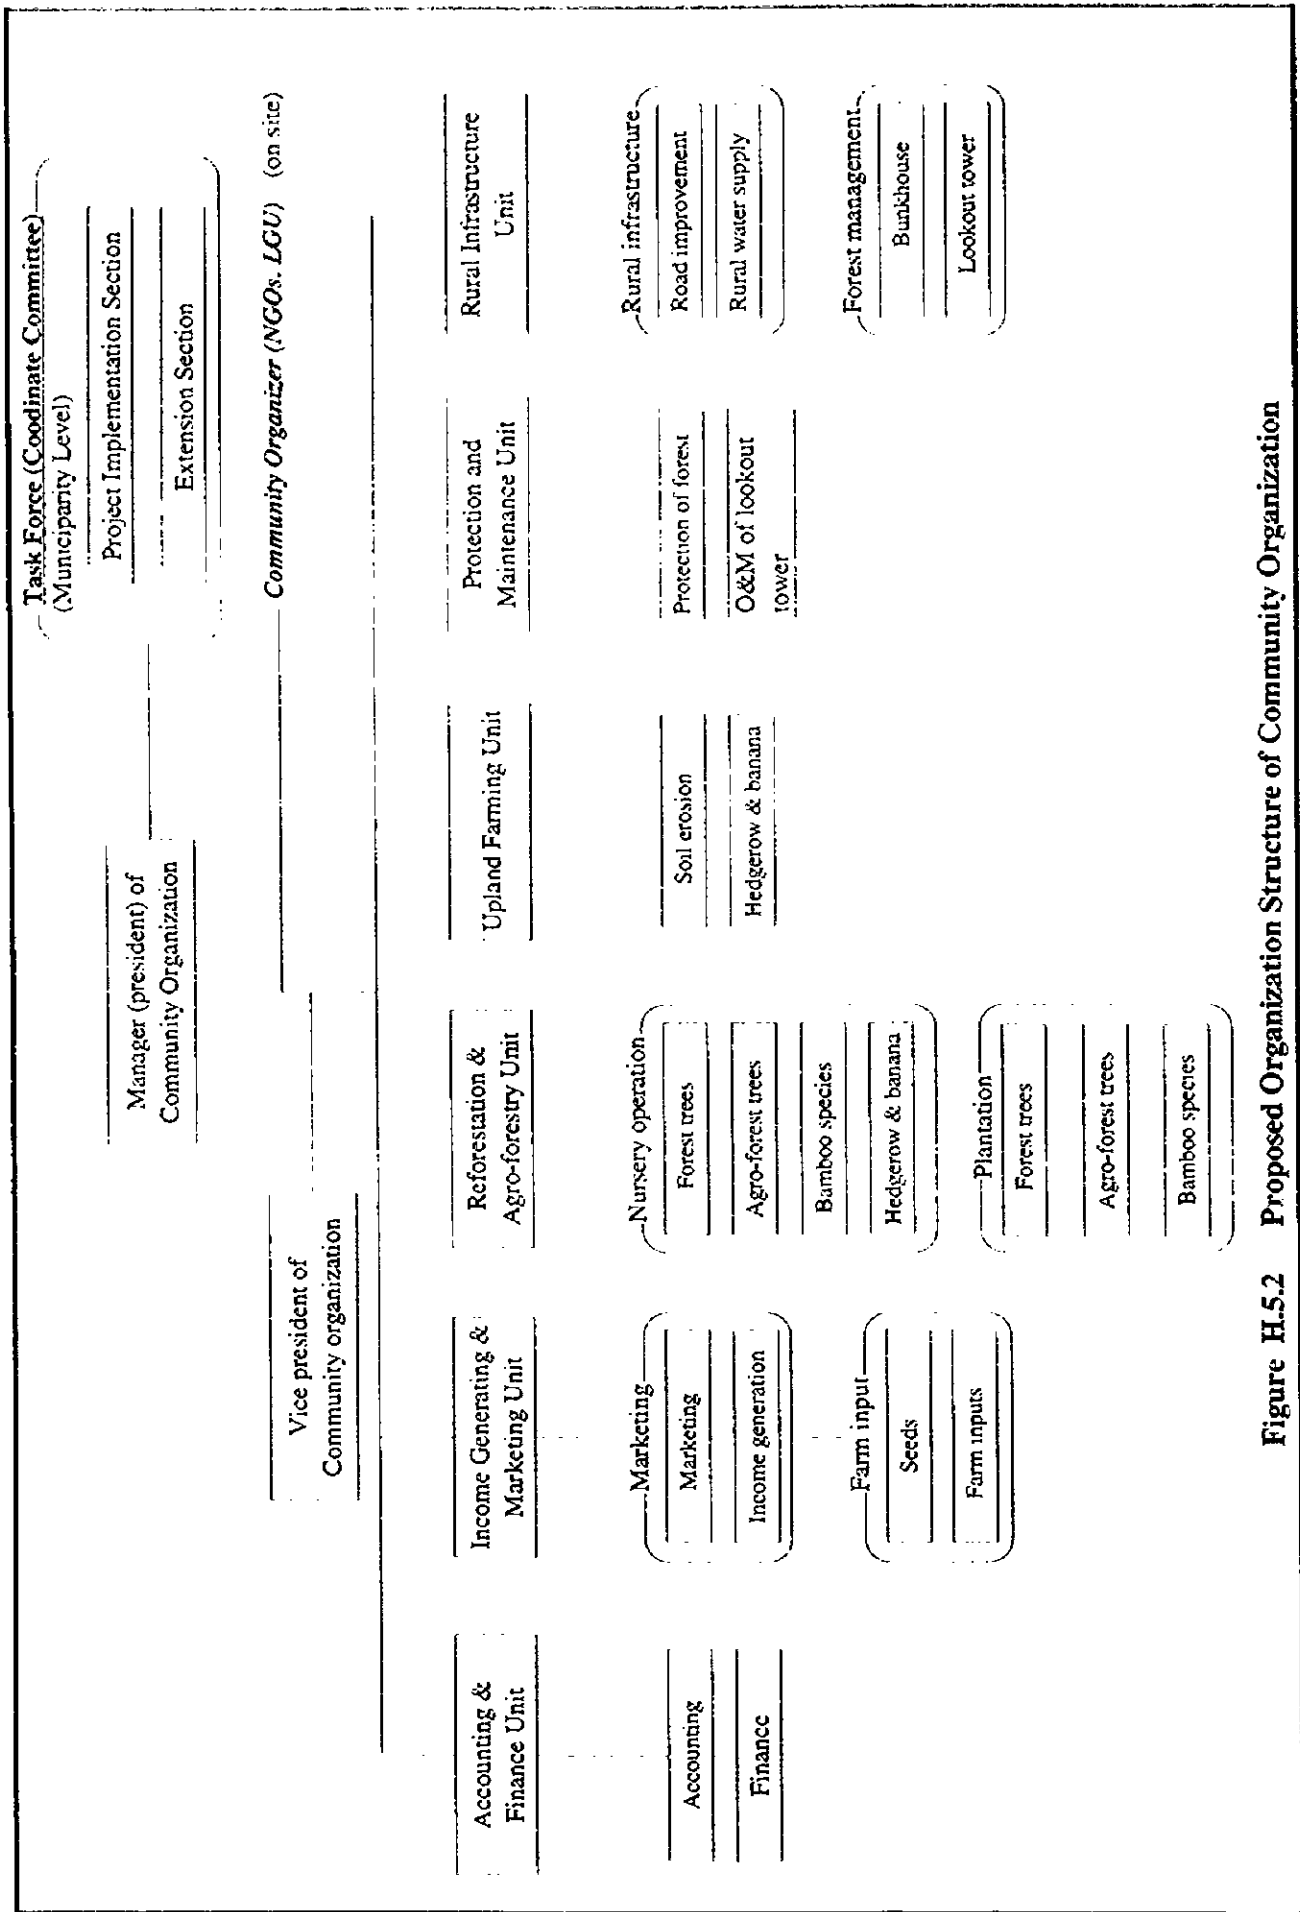 Task Force (Coodinate Committee)
(Municiparity Level)
Project Implementation Section
Extension Section
Manager (president) of
Community Organization
Community Organizer (NGOs. LGU) (on site)
Vice president of
Community organization
Accounting &
Finance Unit
Income Generating &
Marketing Unit
Reforestation &
Agro-forestry Unit
Upland Farming Unit
Protection and
Maintenance Unit
Rural Infrastructure
Unit
Accounting
Finance
Marketing
Marketing
Income generation
Farm input
Seeds
Farm inputs
Nursery operation
Forest trees
Agro-forest trees
Bamboo species
Hedgerow & banana
Plantation
Forest trees
Agro-forest trees
Bamboo species
Soil erosion
Hedgerow & banana
Protection of forest
O&M of lookout
tower
Rural infrastructure
Road improvement
Rural water supply
Forest management
Bunkhouse
Lookout tower
Figure H.5.2 Proposed Organization Structure of Community Organization